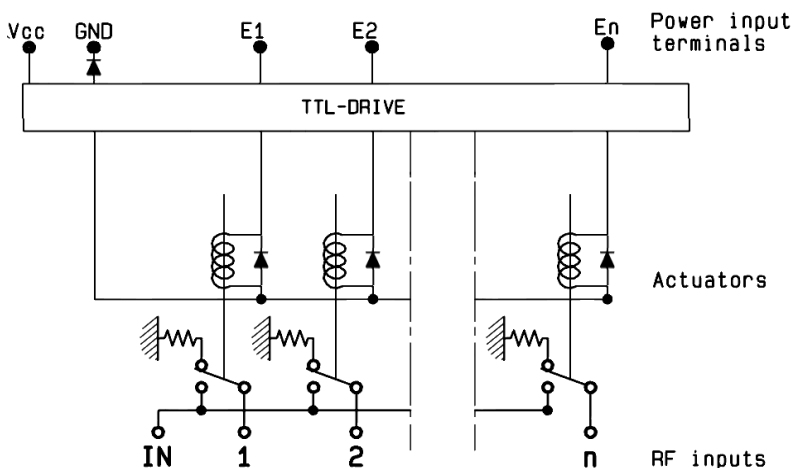 Vcc GND E1 E2 En Power input
terminals
TTL-DRIVE
Actuators
IN 1 2 n RF inputs